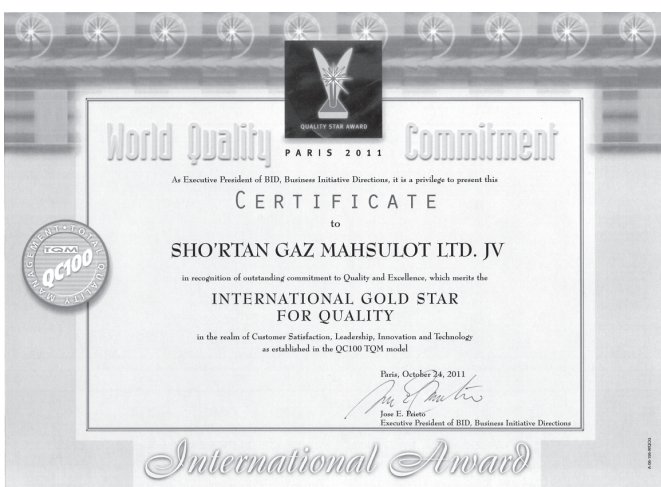 QUALITY STAR AWARD
World Quality Commitment
PARIS 2011
As Executive President of BID, Business Initiative Directions, it is a privilege to present this
CERTIFICATE
to
SHO'RTAN GAZ MAHSULOT LTD. JV
in recognition of outstanding commitment to Quality and Excellence, which merits the
INTERNATIONAL GOLD STAR
FOR QUALITY
in the realm of Customer Satisfaction, Leadership, Innovation and Technology
as established in the QC100 TQM model
TOTAL QUALITY MANAGEMENT
TQM
QC100
Paris, October 24, 2011
Jose E. Prieto
Executive President of BID, Business Initiative Directions
International Award